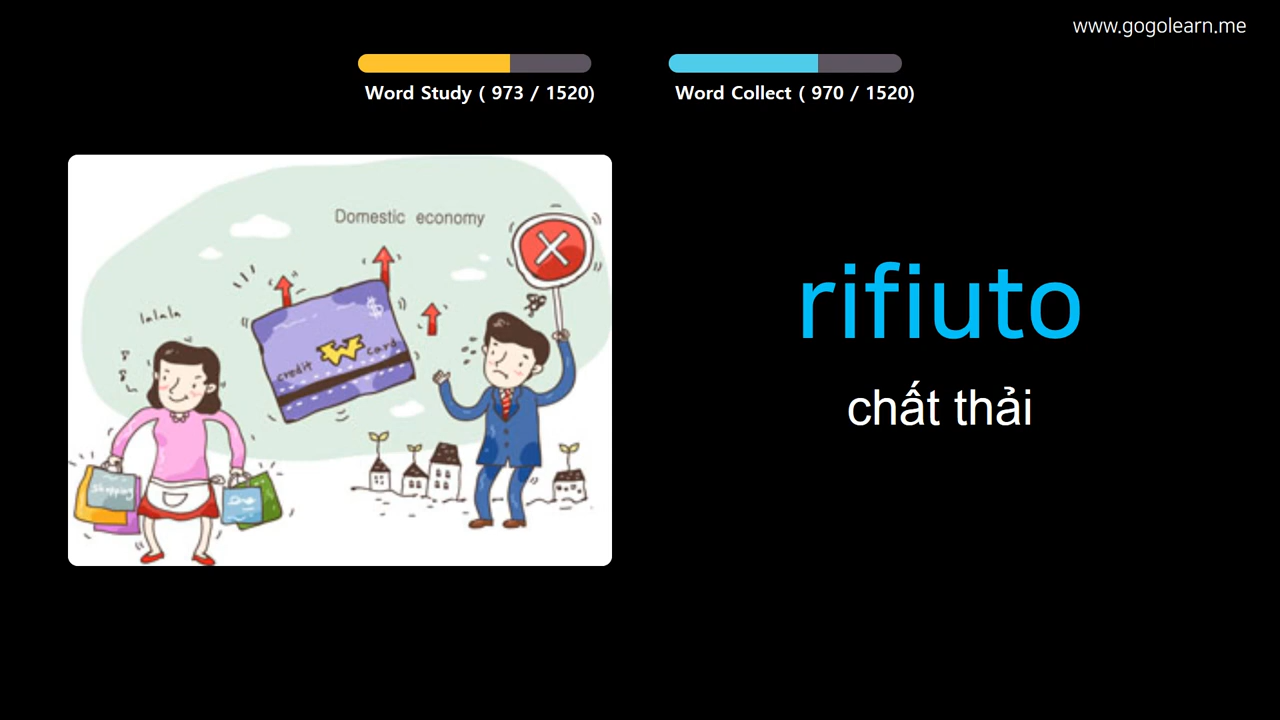 www.gogolearn.me
Word Study ( 973 / 1520)
Word Collect ( 970 / 1520)
Domestic economy
lalala
credit card
shopping
rifiuto
chất thải